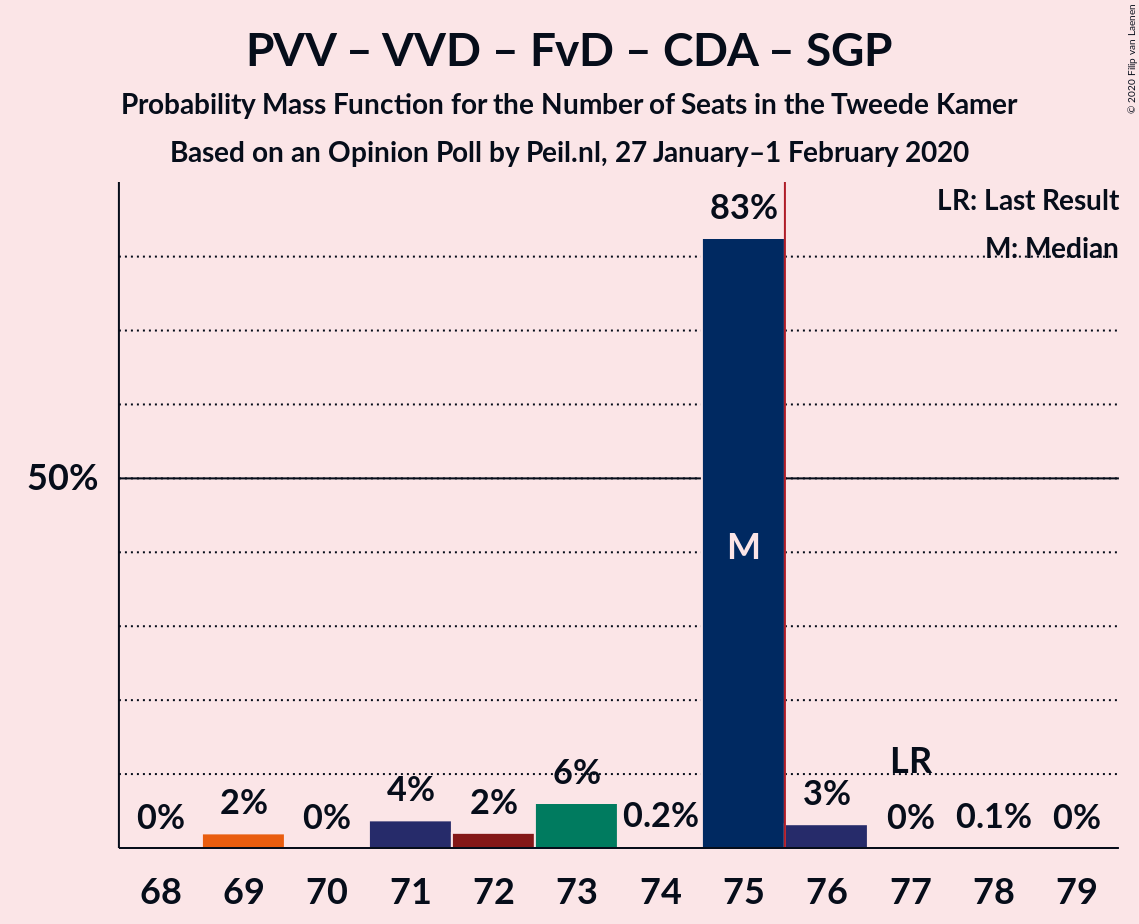 PVV – VVD – FvD – CDA – SGP
Probability Mass Function for the Number of Seats in the Tweede Kamer
Based on an Opinion Poll by Peil.nl, 27 January–1 February 2020
© 2020 Filip van Laenen
LR: Last Result
M: Median
83%
50%
M
LR
0% 2% 0% 4% 2% 6% 0.2% 3% 0% 0.1% 0%
68 69 70 71 72 73 74 75 76 77 78 79